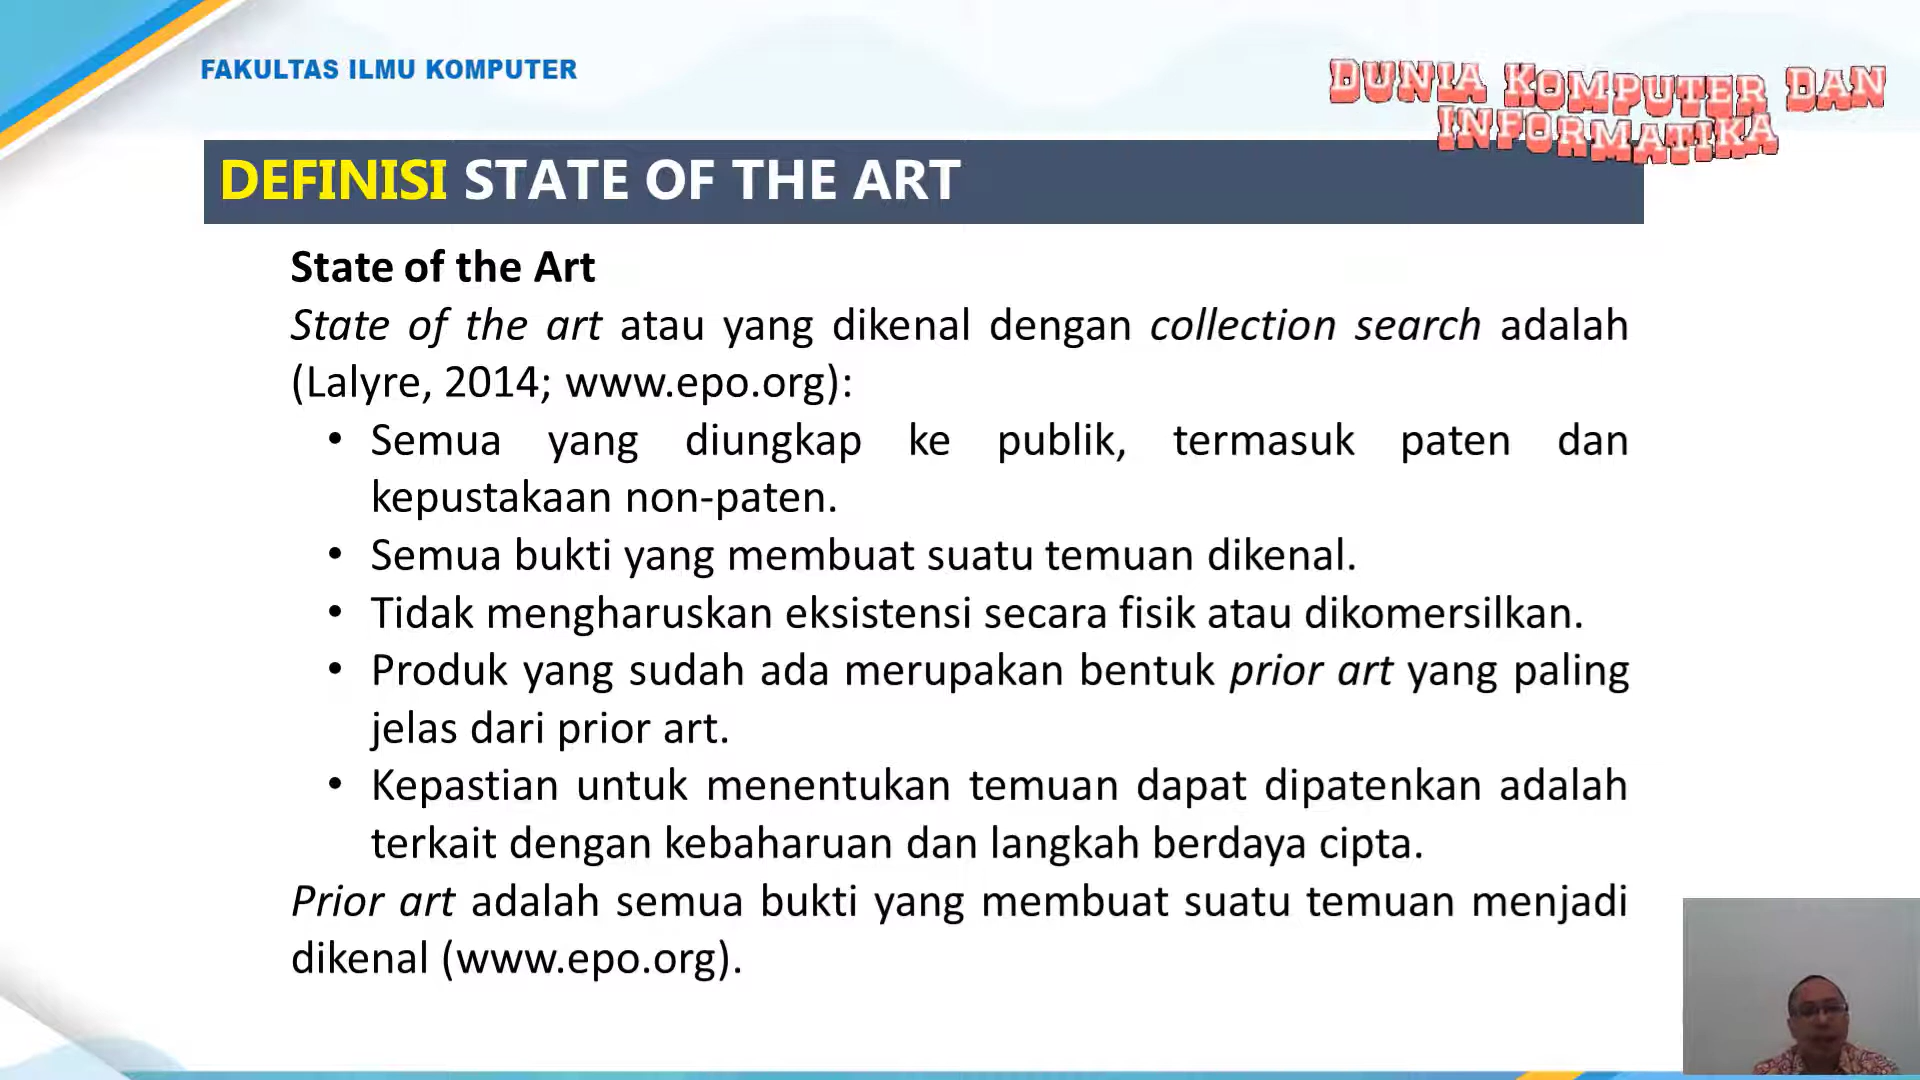 FAKULTAS ILMU KOMPUTER
DUNIA KOMPUTER DAN
INFORMATIKA
DEFINISI STATE OF THE ART
State of the Art
State of the art atau yang dikenal dengan collection search adalah
(Lalyre, 2014; www.epo.org):
• Semua yang diungkap ke publik, termasuk paten dan
kepustakaan non-paten.
• Semua bukti yang membuat suatu temuan dikenal.
• Tidak mengharuskan eksistensi secara fisik atau dikomersilkan.
• Produk yang sudah ada merupakan bentuk prior art yang paling
jelas dari prior art.
• Kepastian untuk menentukan temuan dapat dipatenkan adalah
terkait dengan kebaharuan dan langkah berdaya cipta.
Prior art adalah semua bukti yang membuat suatu temuan menjadi
dikenal (www.epo.org).